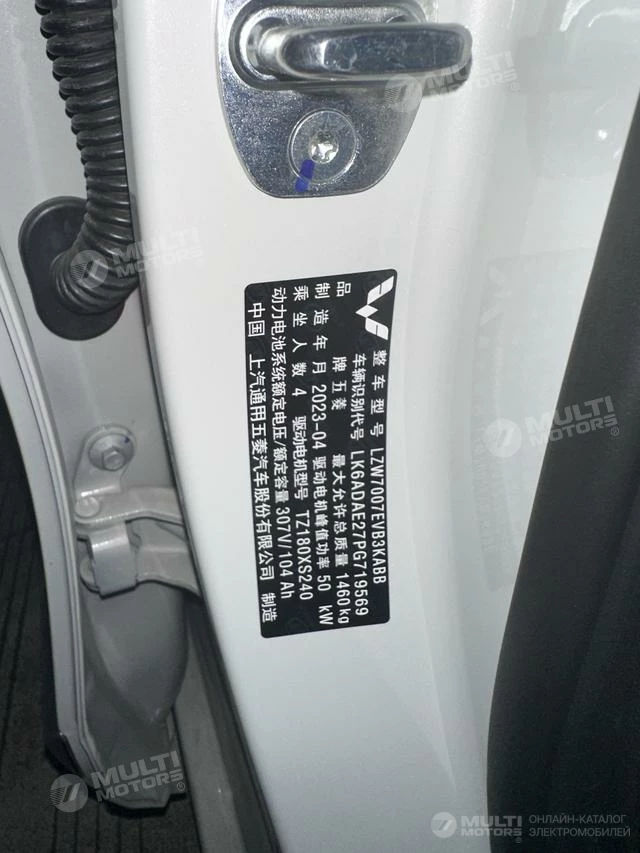 整车型号 LZW7007EVB3KABB
车辆识别代号 LK6ADAE27PG719569
品 牌 五菱 最大允许总质量 1460kg
制造年月 2023-04 驱动电机峰值功率 50 kW
乘坐人数 4 驱动电机型号 TZ180XS240
动力电池系统额定电压/额定容量 307V/104Ah
中国 上汽通用五菱汽车股份有限公司 制造
MULTI MOTORS
MULTI MOTORS
MULTI MOTORS
MULTI MOTORS
MULTI MOTORS
ОНЛАЙН-КАТАЛОГ
ЭЛЕКТРОМОБИЛЕЙ